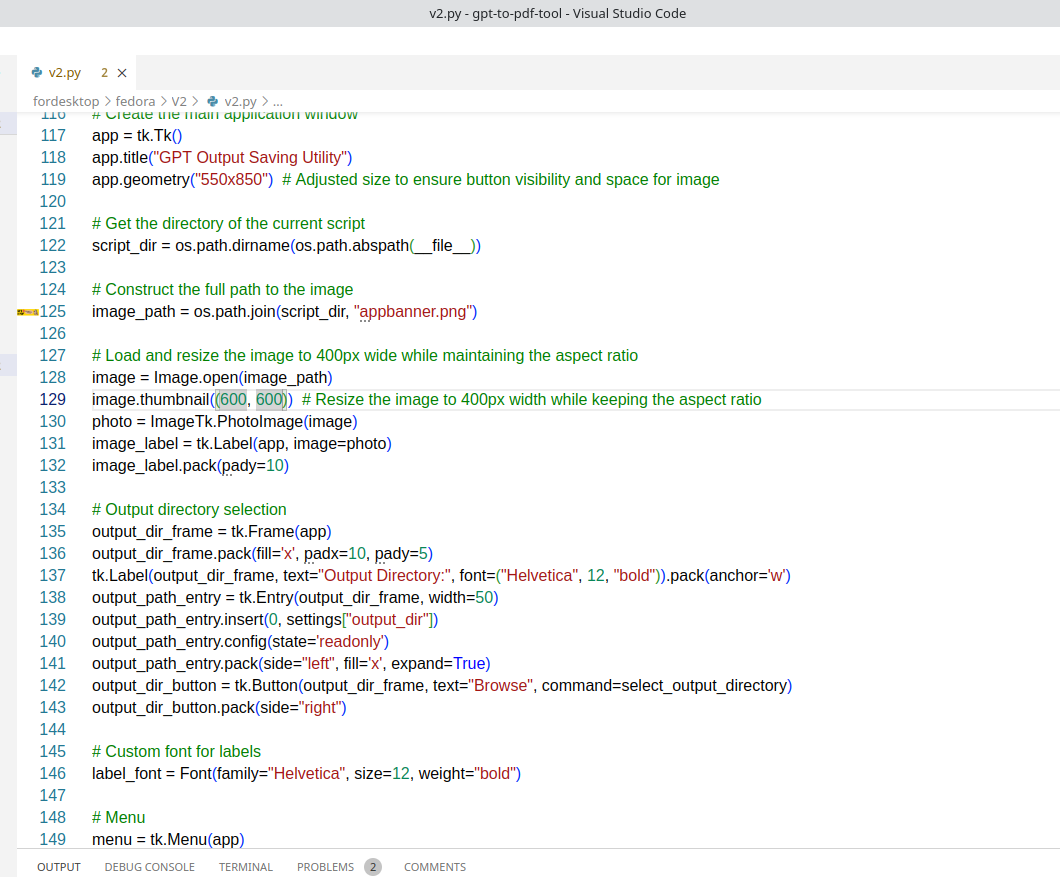 v2.py - gpt-to-pdf-tool - Visual Studio Code
v2.py 2
fordesktop > fedora > V2 > v2.py > ...
116 # Create the main application window
117 app = tk.Tk()
118 app.title("GPT Output Saving Utility")
119 app.geometry("550x850")  # Adjusted size to ensure button visibility and space for image
120
121 # Get the directory of the current script
122 script_dir = os.path.dirname(os.path.abspath(__file__))
123
124 # Construct the full path to the image
125 image_path = os.path.join(script_dir, "appbanner.png")
126
127 # Load and resize the image to 400px wide while maintaining the aspect ratio
128 image = Image.open(image_path)
129 image.thumbnail((600, 600))  # Resize the image to 400px width while keeping the aspect ratio
130 photo = ImageTk.PhotoImage(image)
131 image_label = tk.Label(app, image=photo)
132 image_label.pack(pady=10)
133
134 # Output directory selection
135 output_dir_frame = tk.Frame(app)
136 output_dir_frame.pack(fill='x', padx=10, pady=5)
137 tk.Label(output_dir_frame, text="Output Directory:", font=("Helvetica", 12, "bold")).pack(anchor='w')
138 output_path_entry = tk.Entry(output_dir_frame, width=50)
139 output_path_entry.insert(0, settings["output_dir"])
140 output_path_entry.config(state='readonly')
141 output_path_entry.pack(side="left", fill='x', expand=True)
142 output_dir_button = tk.Button(output_dir_frame, text="Browse", command=select_output_directory)
143 output_dir_button.pack(side="right")
144
145 # Custom font for labels
146 label_font = Font(family="Helvetica", size=12, weight="bold")
147
148 # Menu
149 menu = tk.Menu(app)
OUTPUT DEBUG CONSOLE TERMINAL PROBLEMS 2 COMMENTS